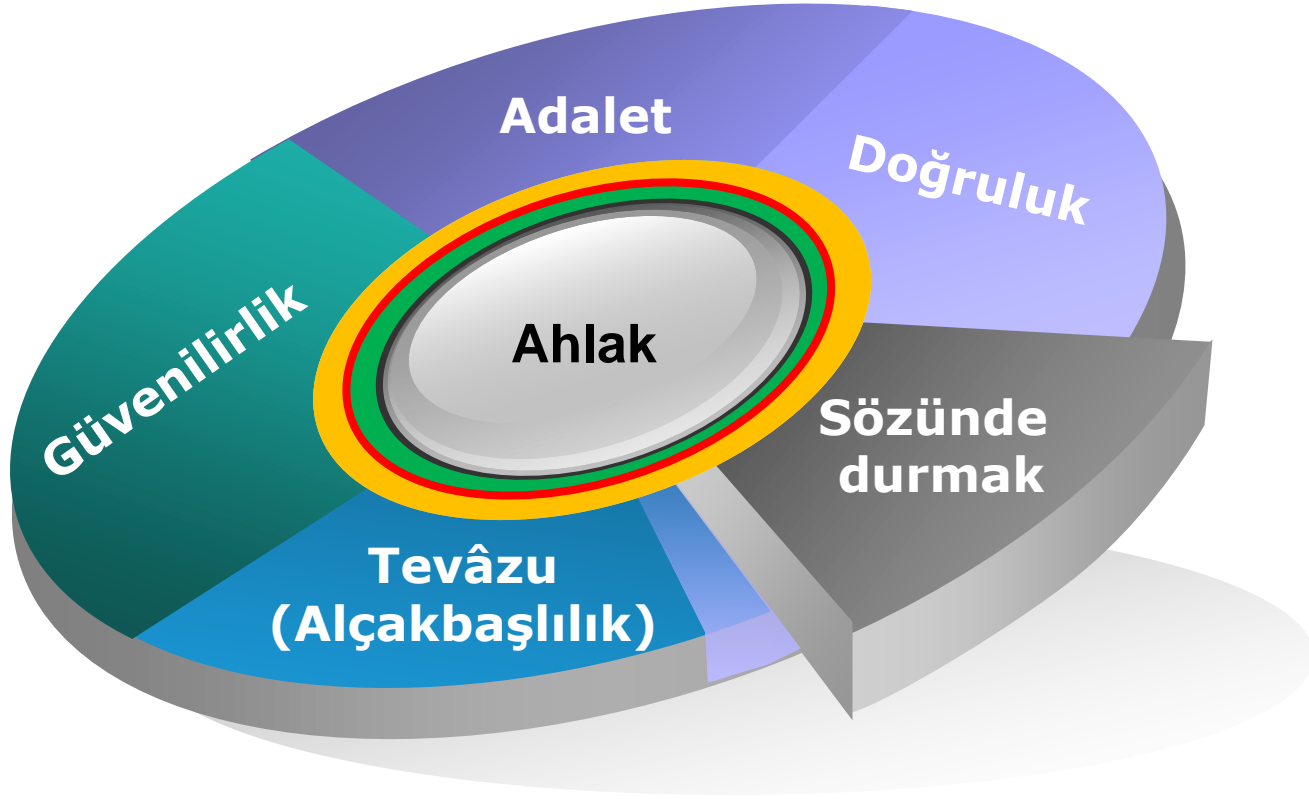 Adalet
Doğruluk
Güvenilirlik
Ahlak
Sözünde
durmak
Tevâzu
(Alçakbaşlılık)